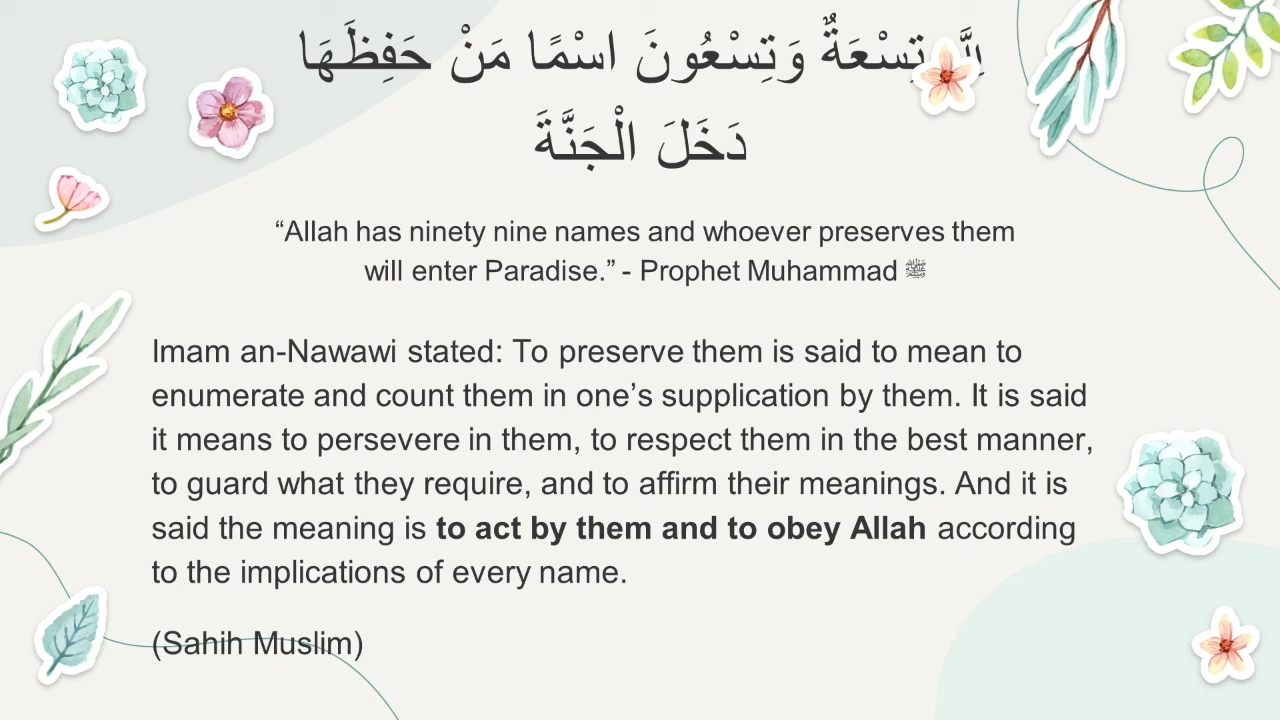 تِسْعَةٌ وَتِسْعُونَ اسْمًا مَنْ حَفِظَهَا
دَخَلَ الْجَنَّةَ
“Allah has ninety nine names and whoever preserves them
will enter Paradise.” - Prophet Muhammad ﷺ
Imam an-Nawawi stated: To preserve them is said to mean to
enumerate and count them in one’s supplication by them. It is said
it means to persevere in them, to respect them in the best manner,
to guard what they require, and to affirm their meanings. And it is
said the meaning is to act by them and to obey Allah according
to the implications of every name.
(Sahih Muslim)